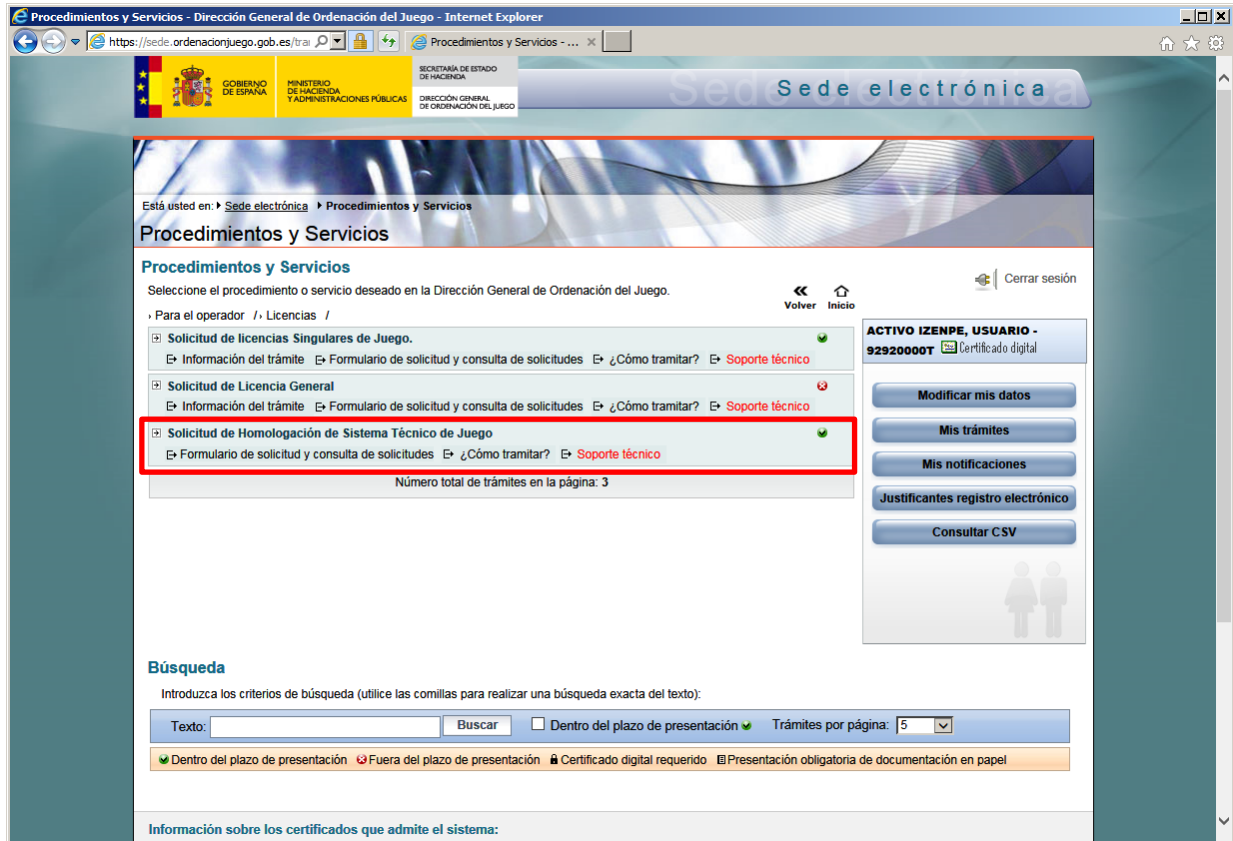 Procedimientos y Servicios - Dirección General de Ordenación del Juego - Internet Explorer
https://sede.ordenacionjuego.gob.es/tra
Procedimientos y Servicios - ...
GOBIERNO DE ESPAÑA
MINISTERIO DE HACIENDA Y ADMINISTRACIONES PÚBLICAS
SECRETARÍA DE ESTADO DE HACIENDA
DIRECCIÓN GENERAL DE ORDENACIÓN DEL JUEGO
Sede electrónica
Está usted en: Sede electrónica Procedimientos y Servicios
Procedimientos y Servicios
Procedimientos y Servicios
Seleccione el procedimiento o servicio deseado en la Dirección General de Ordenación del Juego.
Volver Inicio
Cerrar sesión
› Para el operador /› Licencias /
Solicitud de licencias Singulares de Juego.
Información del trámite Formulario de solicitud y consulta de solicitudes ¿Cómo tramitar? Soporte técnico
Solicitud de Licencia General
Información del trámite Formulario de solicitud y consulta de solicitudes ¿Cómo tramitar? Soporte técnico
Solicitud de Homologación de Sistema Técnico de Juego
Formulario de solicitud y consulta de solicitudes ¿Cómo tramitar? Soporte técnico
Número total de trámites en la página: 3
ACTIVO IZENPE, USUARIO -
92920000T Certificado digital
Modificar mis datos
Mis trámites
Mis notificaciones
Justificantes registro electrónico
Consultar CSV
Búsqueda
Introduzca los criterios de búsqueda (utilice las comillas para realizar una búsqueda exacta del texto):
Texto: Buscar Dentro del plazo de presentación Trámites por página: 5
Dentro del plazo de presentación Fuera del plazo de presentación Certificado digital requerido Presentación obligatoria de documentación en papel
Información sobre los certificados que admite el sistema: